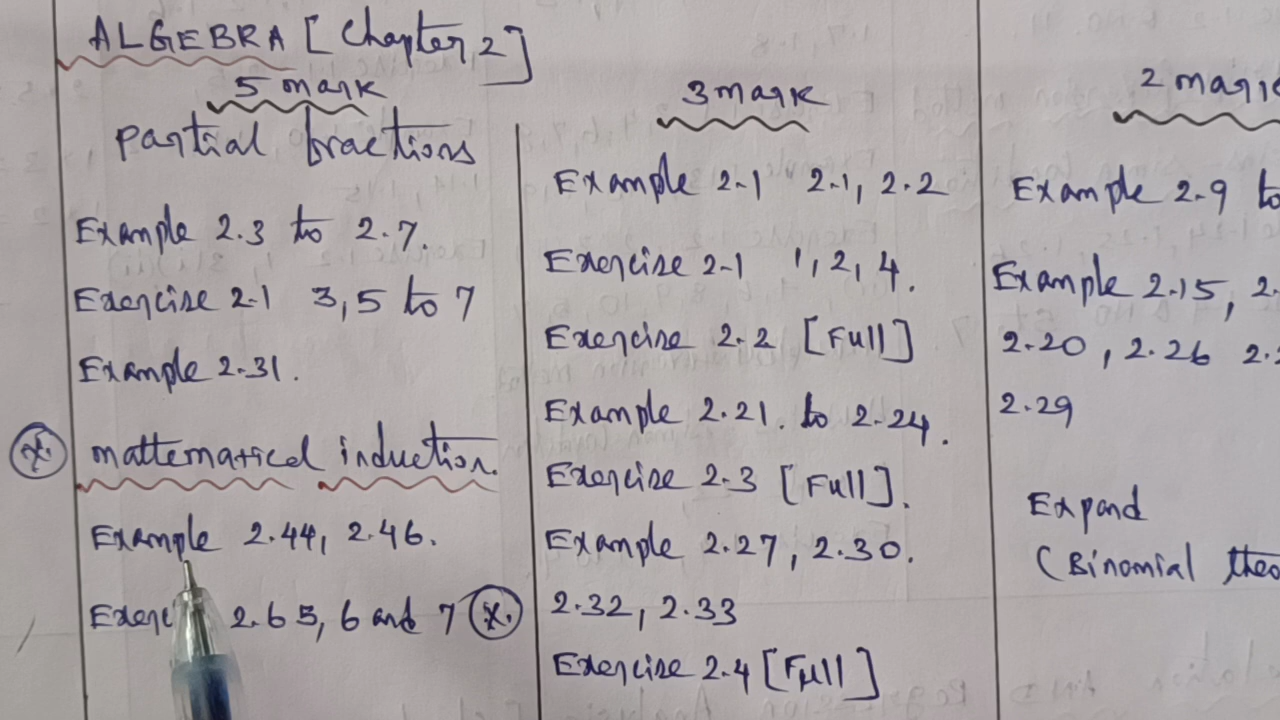 ALGEBRA [Chapter 2]
5 mark
Partial fractions
Example 2.3 to 2.7.
Exercise 2.1 3, 5 to 7
Example 2.31.
mattematical induction.
Example 2.44, 2.46.
2.6 5, 6 and 7
3 mark
Example 2.1 2.1, 2.2
Exercise 2.1 1, 2, 4.
Exercise 2.2 [Full]
Example 2.21. to 2.24.
Exercise 2.3 [Full].
Example 2.27, 2.30.
2.32, 2.33
Exercise 2.4 [Full]
2 mark
Example 2.9 to
Example 2.15,
2.20, 2.26
2.29
Expand
(Binomial